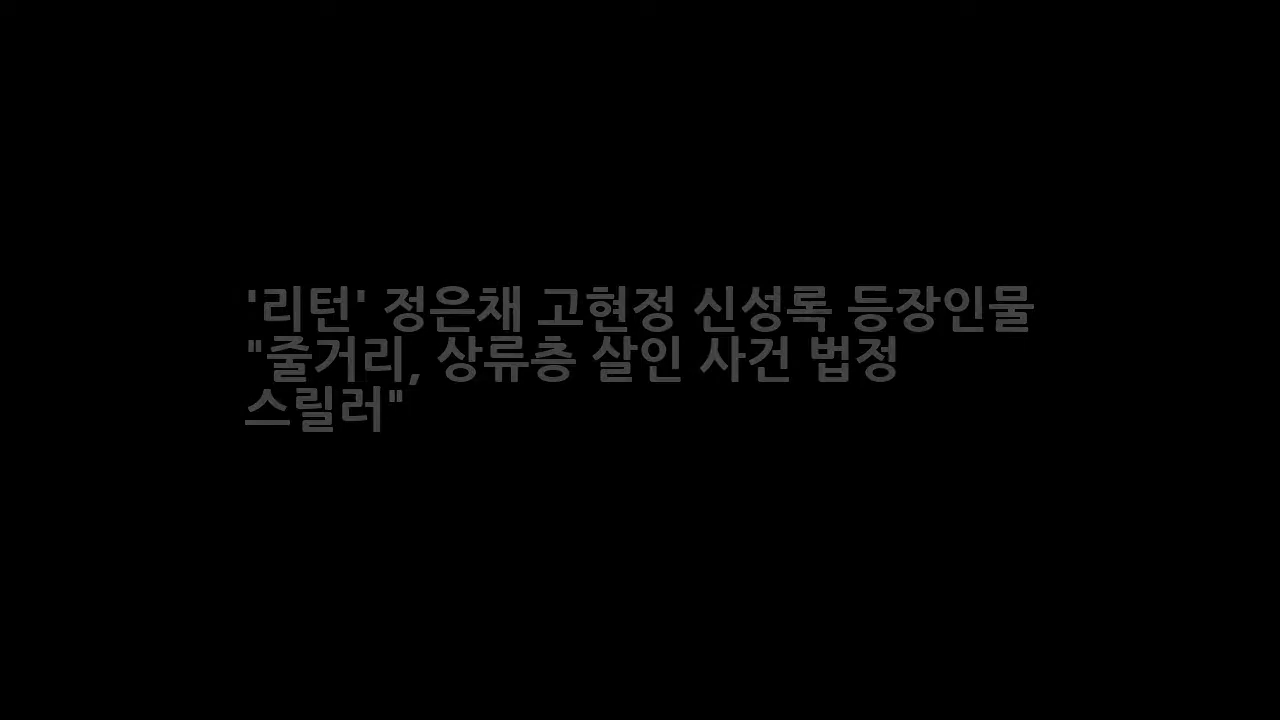 '리턴' 정은채 고현정 신성록 등장인물
"줄거리, 상류층 살인 사건 법정
스릴러"